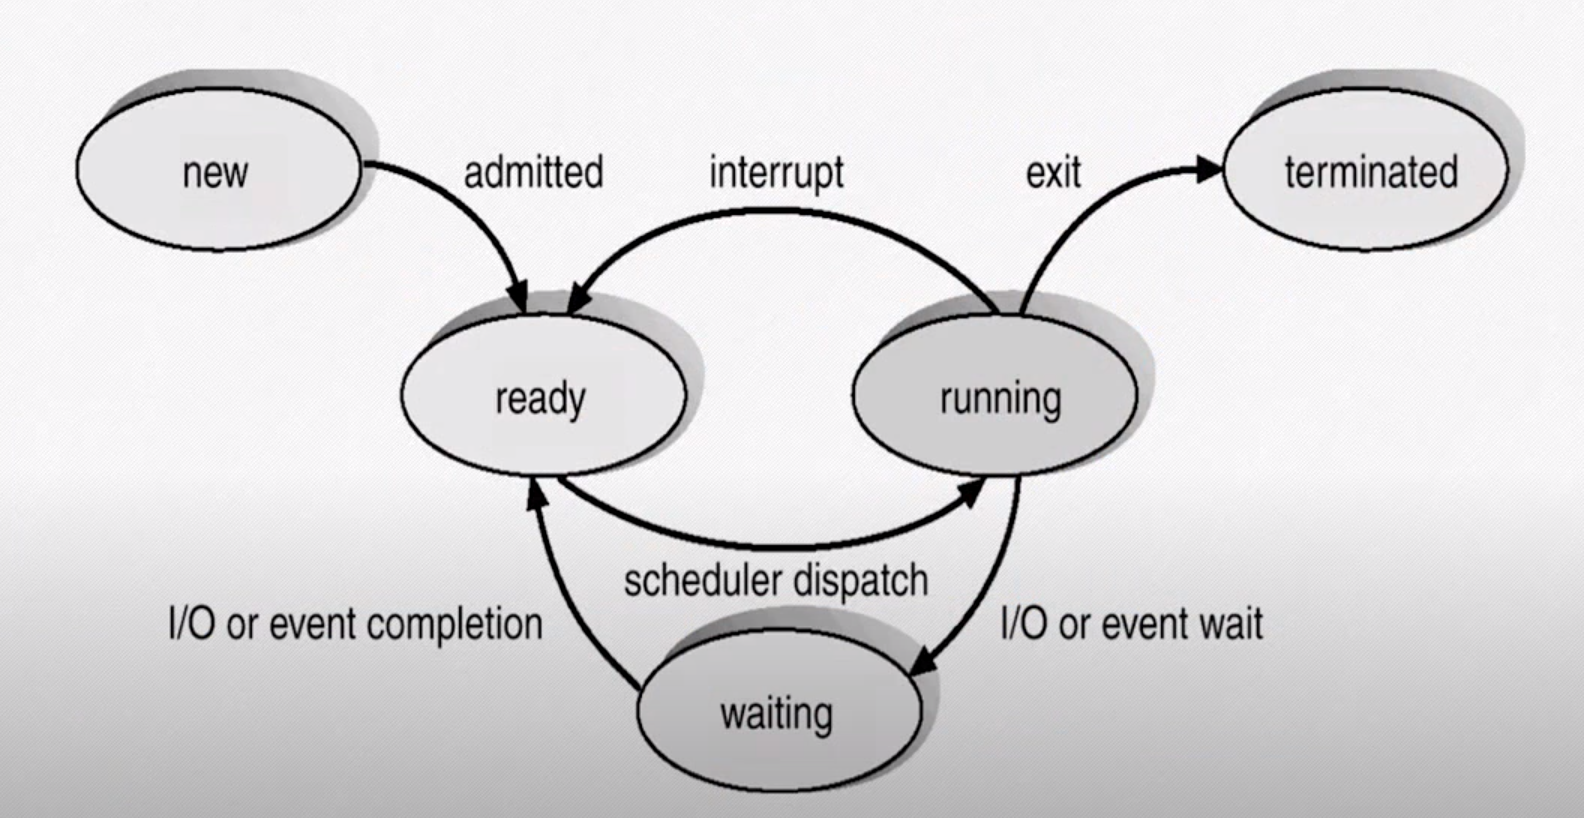 new
admitted
interrupt
exit
terminated
ready
running
scheduler dispatch
I/O or event completion
I/O or event wait
waiting